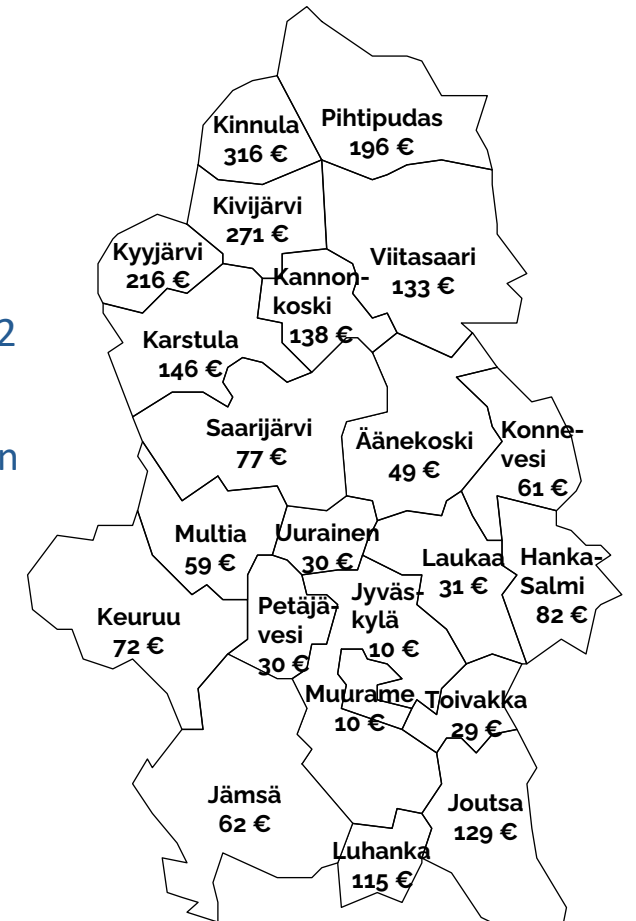 Pihtipudas
196 €
Kinnula
316 €
Kivijärvi
271 €
Kyyjärvi
216 €
Viitasaari
133 €
Kannon-
koski
138 €
2
Karstula
146 €
Saarijärvi
77 €
Äänekoski
49 €
Konne-
vesi
61 €
n
Multia
59 €
Uurainen
30 €
Laukaa
31 €
Hanka-
Salmi
82 €
Keuruu
72 €
Petäjä-
vesi
30 €
Jyväs-
kylä
10 €
Muurame
10 €
Toivakka
29 €
Jämsä
62 €
Joutsa
129 €
Luhanka
115 €